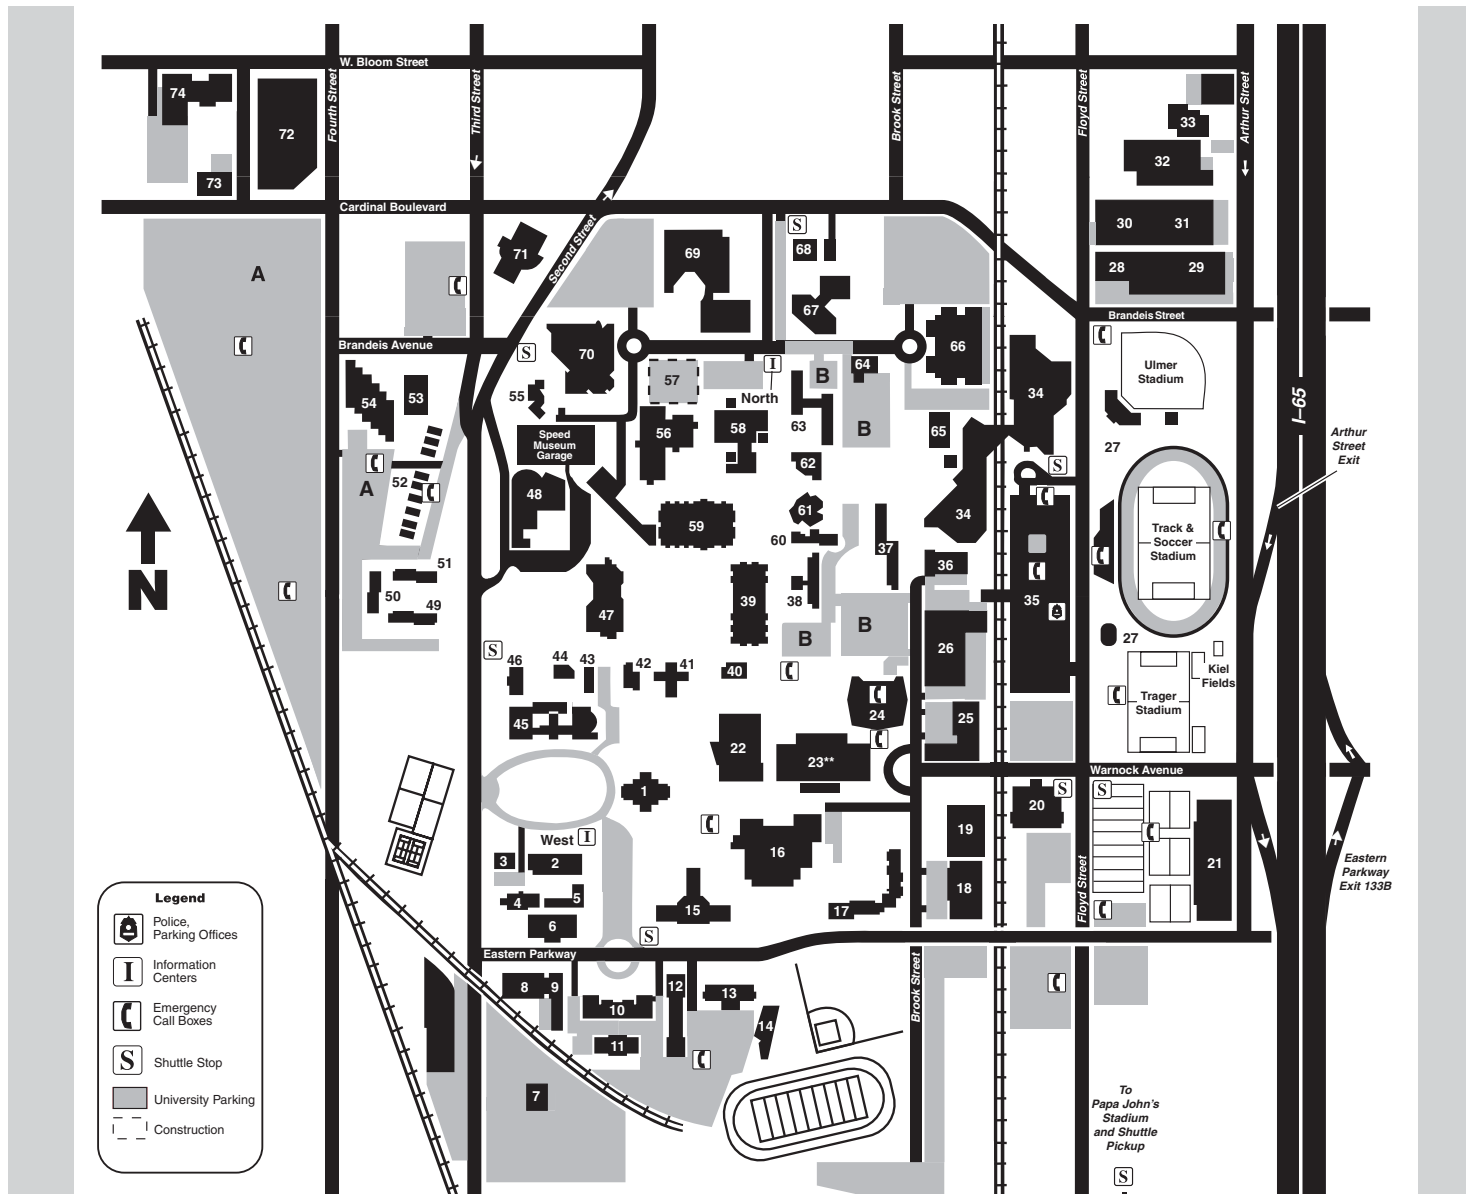 W. Bloom Street
Fourth Street
Third Street
Brook Street
Floyd Street
Arthur Street
74
72
73
33
32
Cardinal Boulevard
Second Street
S
68
30
31
71
69
A
28
29
67
Brandeis Street
Brandeis Avenue
S
70
66
I
North
64
57
B
Ulmer
Stadium
34
I–65
54
53
55
56
58
63
B
65
Arthur
Street
Exit
Speed
Museum
Garage
27
62
S
A
52
48
61
34
59
60
37
Track &
Soccer
Stadium
N
51
50
49
36
47
39
38
35
B
B
27
26
S
46
44
43
42
41
40
Kiel
Fields
Trager
Stadium
24
25
45
22
23**
Warnock Avenue
1
S
S
20
West
I
19
3
2
16
21
Floyd Street
Eastern
Parkway
Exit 133B
18
4
5
15
17
6
S
Eastern Parkway
Brook Street
8
9
12
13
10
14
11
7
Legend
Police,
Parking Offices
I
Information
Centers
Emergency
Call Boxes
S
Shuttle Stop
University Parking
Construction
To
Papa John's
Stadium
and Shuttle
Pickup
S